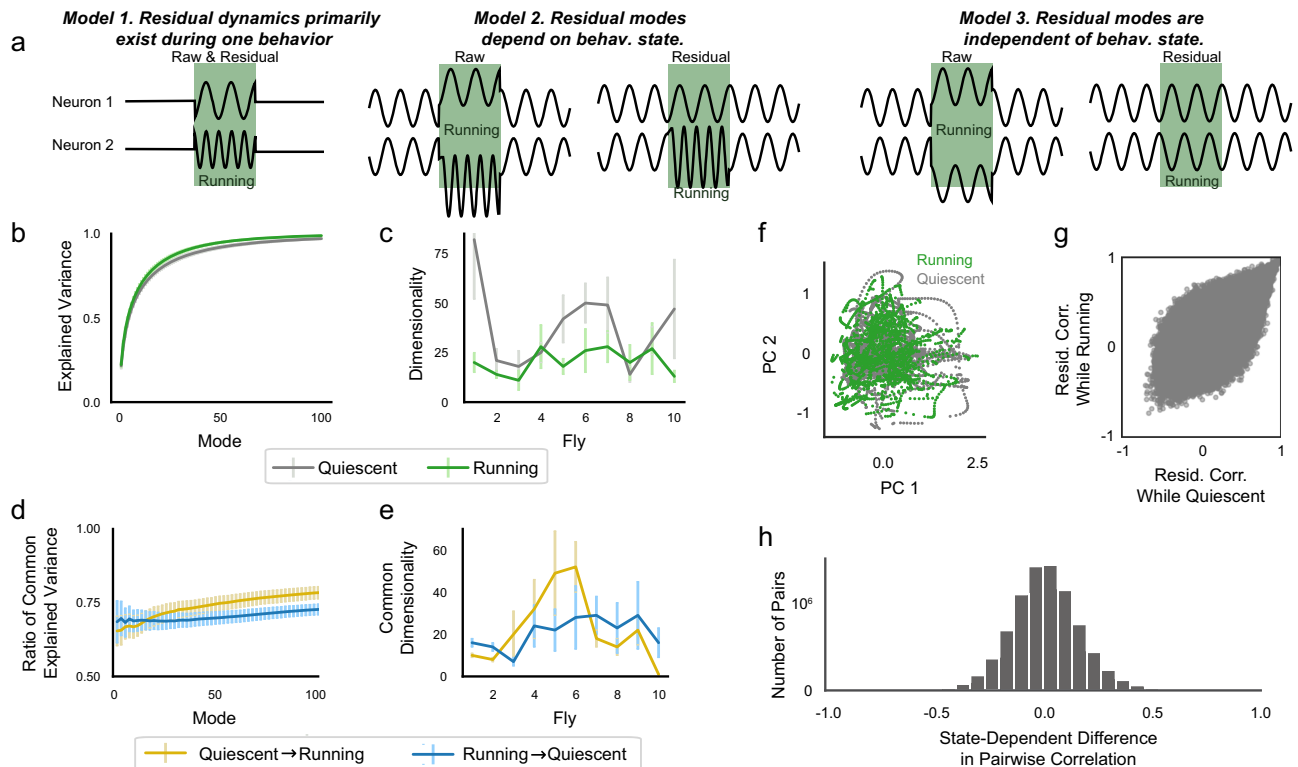 Model 1. Residual dynamics primarily
exist during one behavior
Model 2. Residual modes
depend on behav. state.
Model 3. Residual modes are
independent of behav. state.
a
Raw & Residual
Neuron 1
Neuron 2
Running
Raw
Running
Residual
Running
Raw
Running
Residual
Running
b
Explained Variance
1.0
0.5
0.0
0
50
100
Mode
c
Dimensionality
75
50
25
0
2
4
6
8
10
Fly
Quiescent
Running
f
Running
Quiescent
PC 2
1
0
-1
0.0
2.5
PC 1
g
Resid. Corr.
While Running
1
0
-1
-1
0
1
Resid. Corr.
While Quiescent
d
Ratio of Common
Explained Variance
1.00
0.75
0.50
0
50
100
Mode
e
Common
Dimensionality
60
40
20
0
2
4
6
8
10
Fly
Quiescent→Running
Running→Quiescent
h
Number of Pairs
10⁶
0
-1.0
-0.5
0.0
0.5
1.0
State-Dependent Difference
in Pairwise Correlation